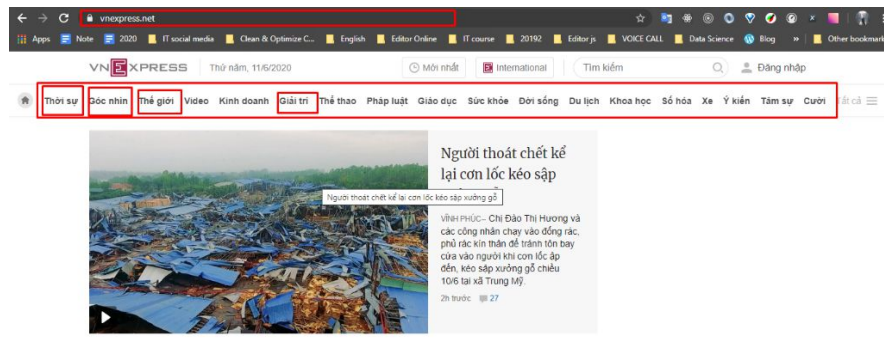 vnexpress.net
Apps Note 2020 IT social media Clean & Optimize C... English Editor Online IT course 20192 Editor js VOICE CALL Data Science Blog » Other bookmark
VNEXPRESS Thứ năm, 11/6/2020 Mới nhất International Tìm kiếm Đăng nhập
Thời sự Góc nhìn Thế giới Video Kinh doanh Giải trí Thể thao Pháp luật Giáo dục Sức khỏe Đời sống Du lịch Khoa học Số hóa Xe Ý kiến Tâm sự Cười Tất cả
Người thoát chết kể
lại cơn lốc kéo sập
Người thoát chết kể lại cơn lốc kéo sập xưởng gỗ
VĨNH PHÚC– Chị Đào Thị Hương và
các công nhân chạy vào đống rác,
phủ rác kín thân để tránh tôn bay
cứa vào người khi cơn lốc ập
đến, kéo sập xưởng gỗ chiều
10/6 tại xã Trung Mỹ.
2h trước 27